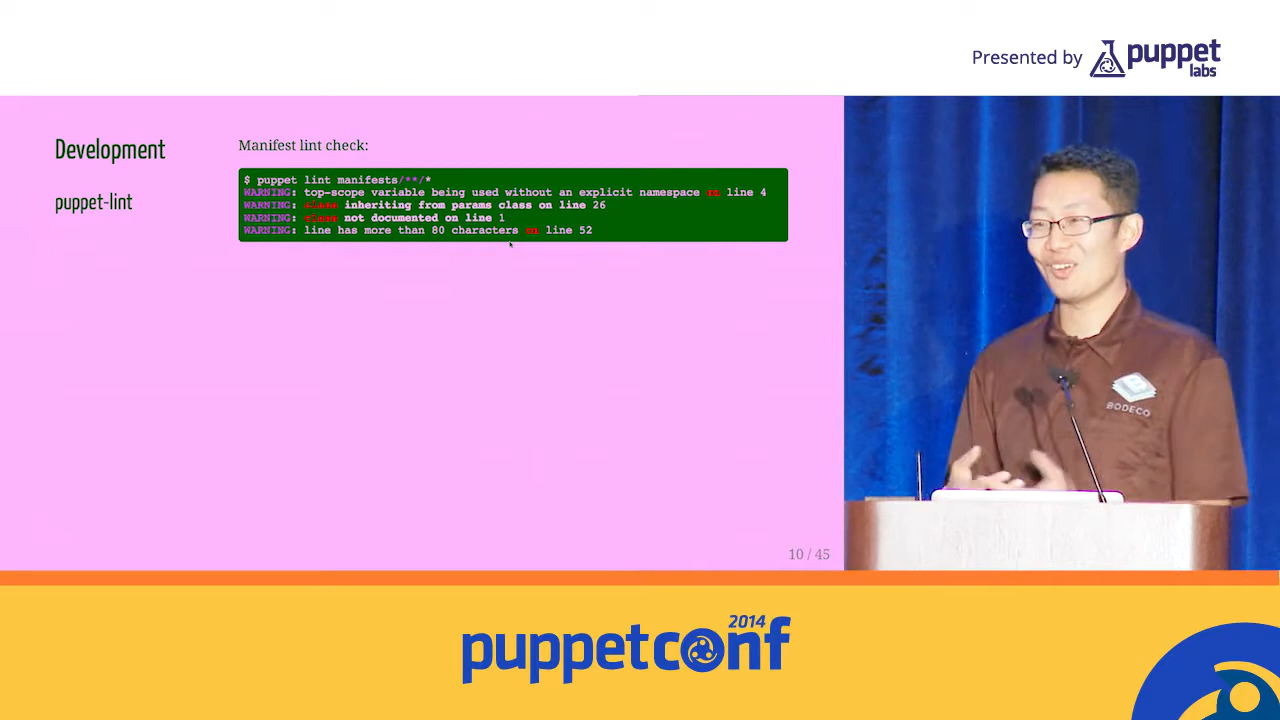 Presented by puppet labs
Development
puppet-lint
Manifest lint check:
$ puppet lint manifests/**/*
WARNING: top-scope variable being used without an explicit namespace on line 4
WARNING: class inheriting from params class on line 26
WARNING: class not documented on line 1
WARNING: line has more than 80 characters on line 52
10 / 45
BODECO
2014
puppetconf